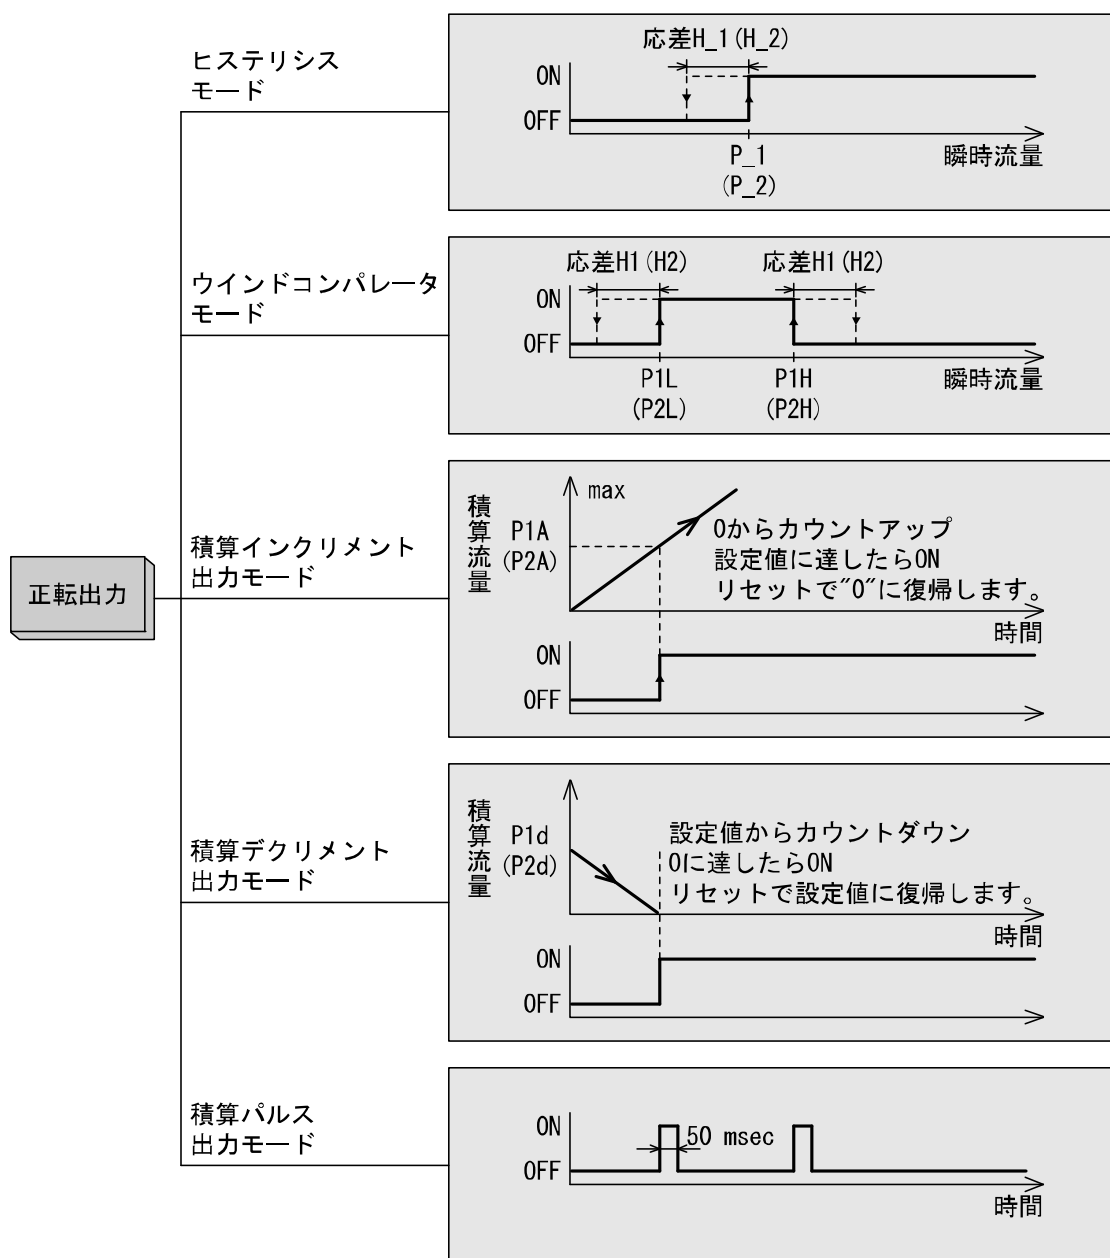 正転出力
ヒステリシス
モード
応差H_1(H_2)
ON
OFF
P_1
(P_2)
瞬時流量
ウインドコンパレータ
モード
応差H1(H2)
応差H1(H2)
ON
OFF
P1L
(P2L)
P1H
(P2H)
瞬時流量
積算インクリメント
出力モード
積算流量
P1A
(P2A)
max
0からカウントアップ
設定値に達したらON
リセットで"0"に復帰します。
時間
ON
OFF
積算デクリメント
出力モード
積算流量
P1d
(P2d)
設定値からカウントダウン
0に達したらON
リセットで設定値に復帰します。
時間
ON
OFF
積算パルス
出力モード
ON
OFF
50 msec
時間